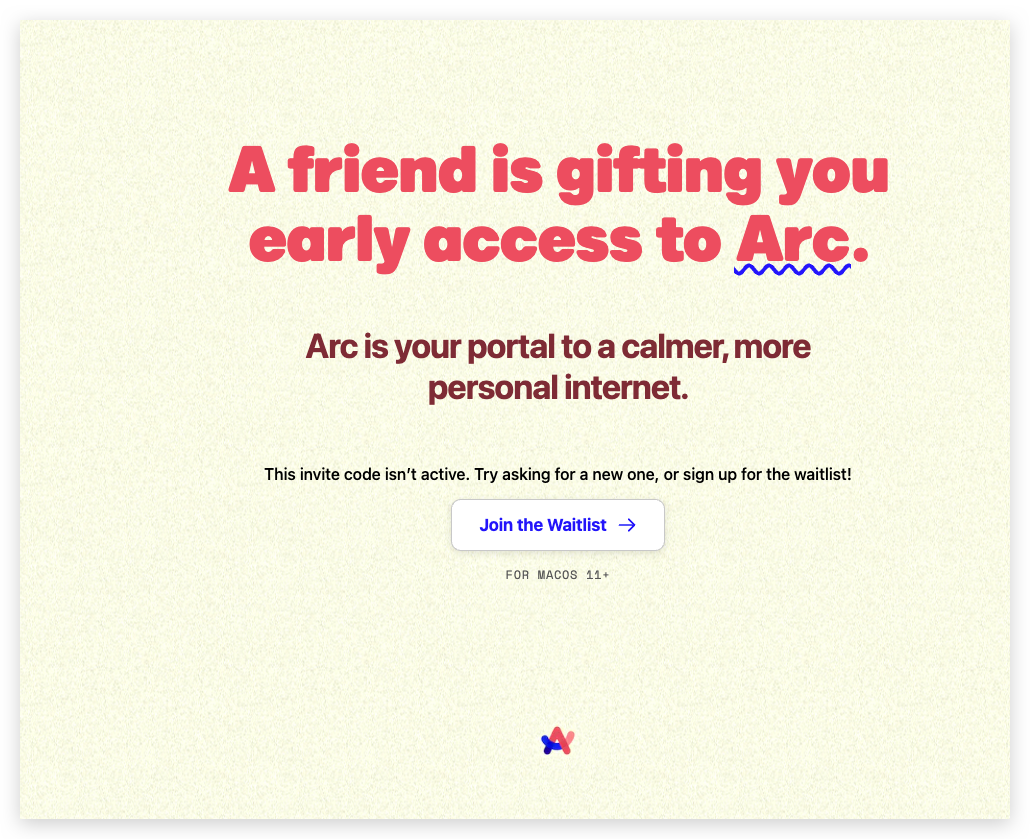 A friend is gifting you
early access to Arc.
Arc is your portal to a calmer, more
personal internet.
This invite code isn’t active. Try asking for a new one, or sign up for the waitlist!
Join the Waitlist →
FOR MACOS 11+